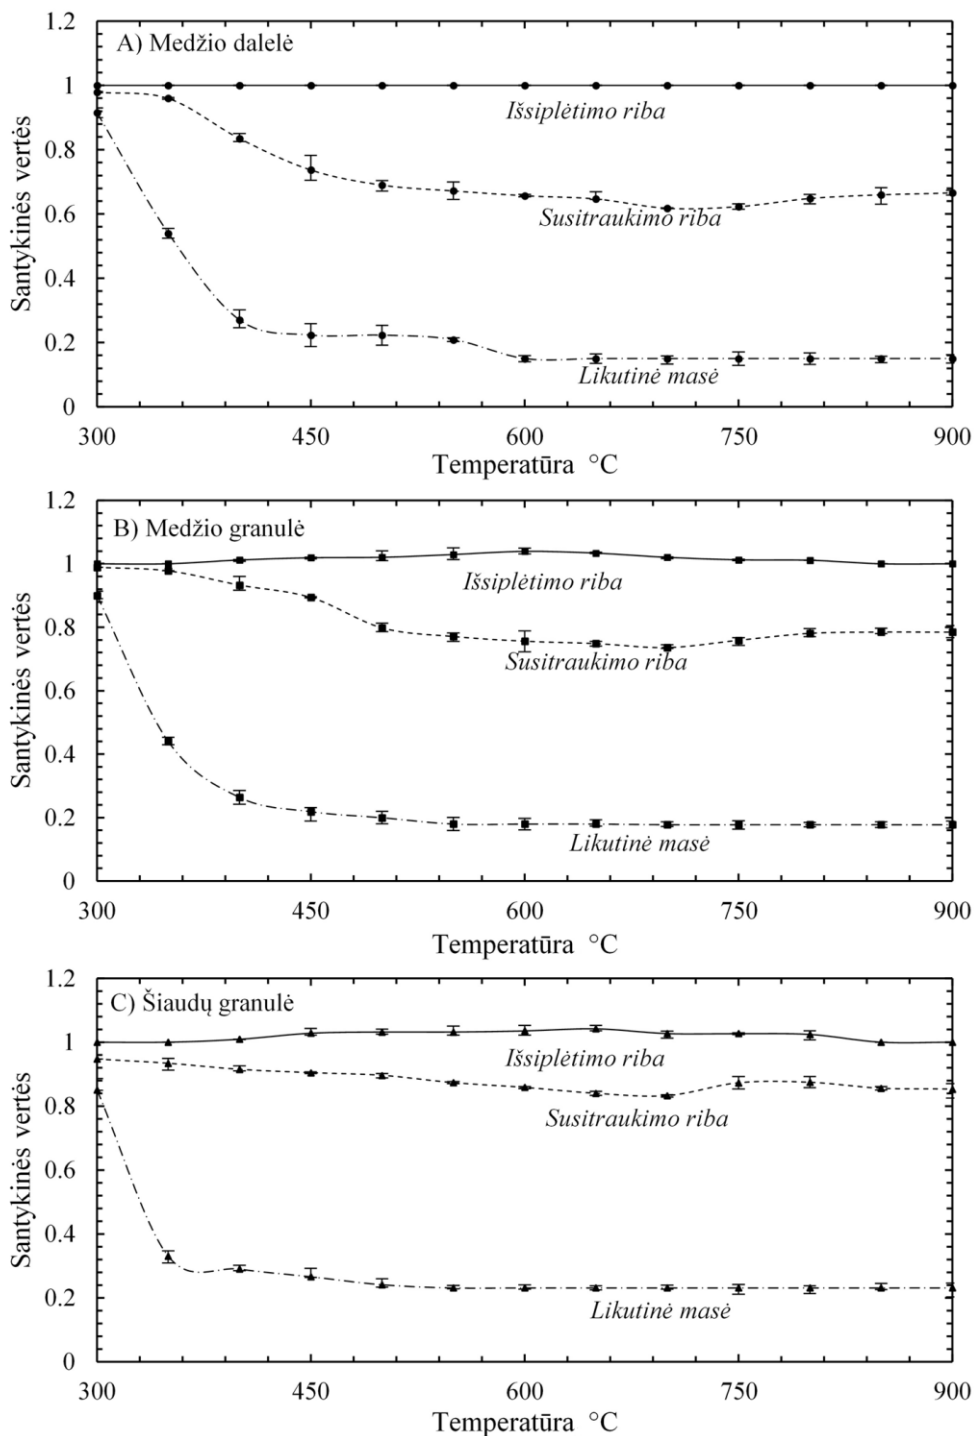 A) Medžio dalelė
1.2
1
0.8
0.6
0.4
0.2
0
Santykinės vertės
Išsiplėtimo riba
Susitraukimo riba
Likutinė masė
300 450 600 750 900
Temperatūra °C
B) Medžio granulė
1.2
1
0.8
0.6
0.4
0.2
0
Santykinės vertės
Išsiplėtimo riba
Susitraukimo riba
Likutinė masė
300 450 600 750 900
Temperatūra °C
C) Šiaudų granulė
1.2
1
0.8
0.6
0.4
0.2
0
Santykinės vertės
Išsiplėtimo riba
Susitraukimo riba
Likutinė masė
300 450 600 750 900
Temperatūra °C